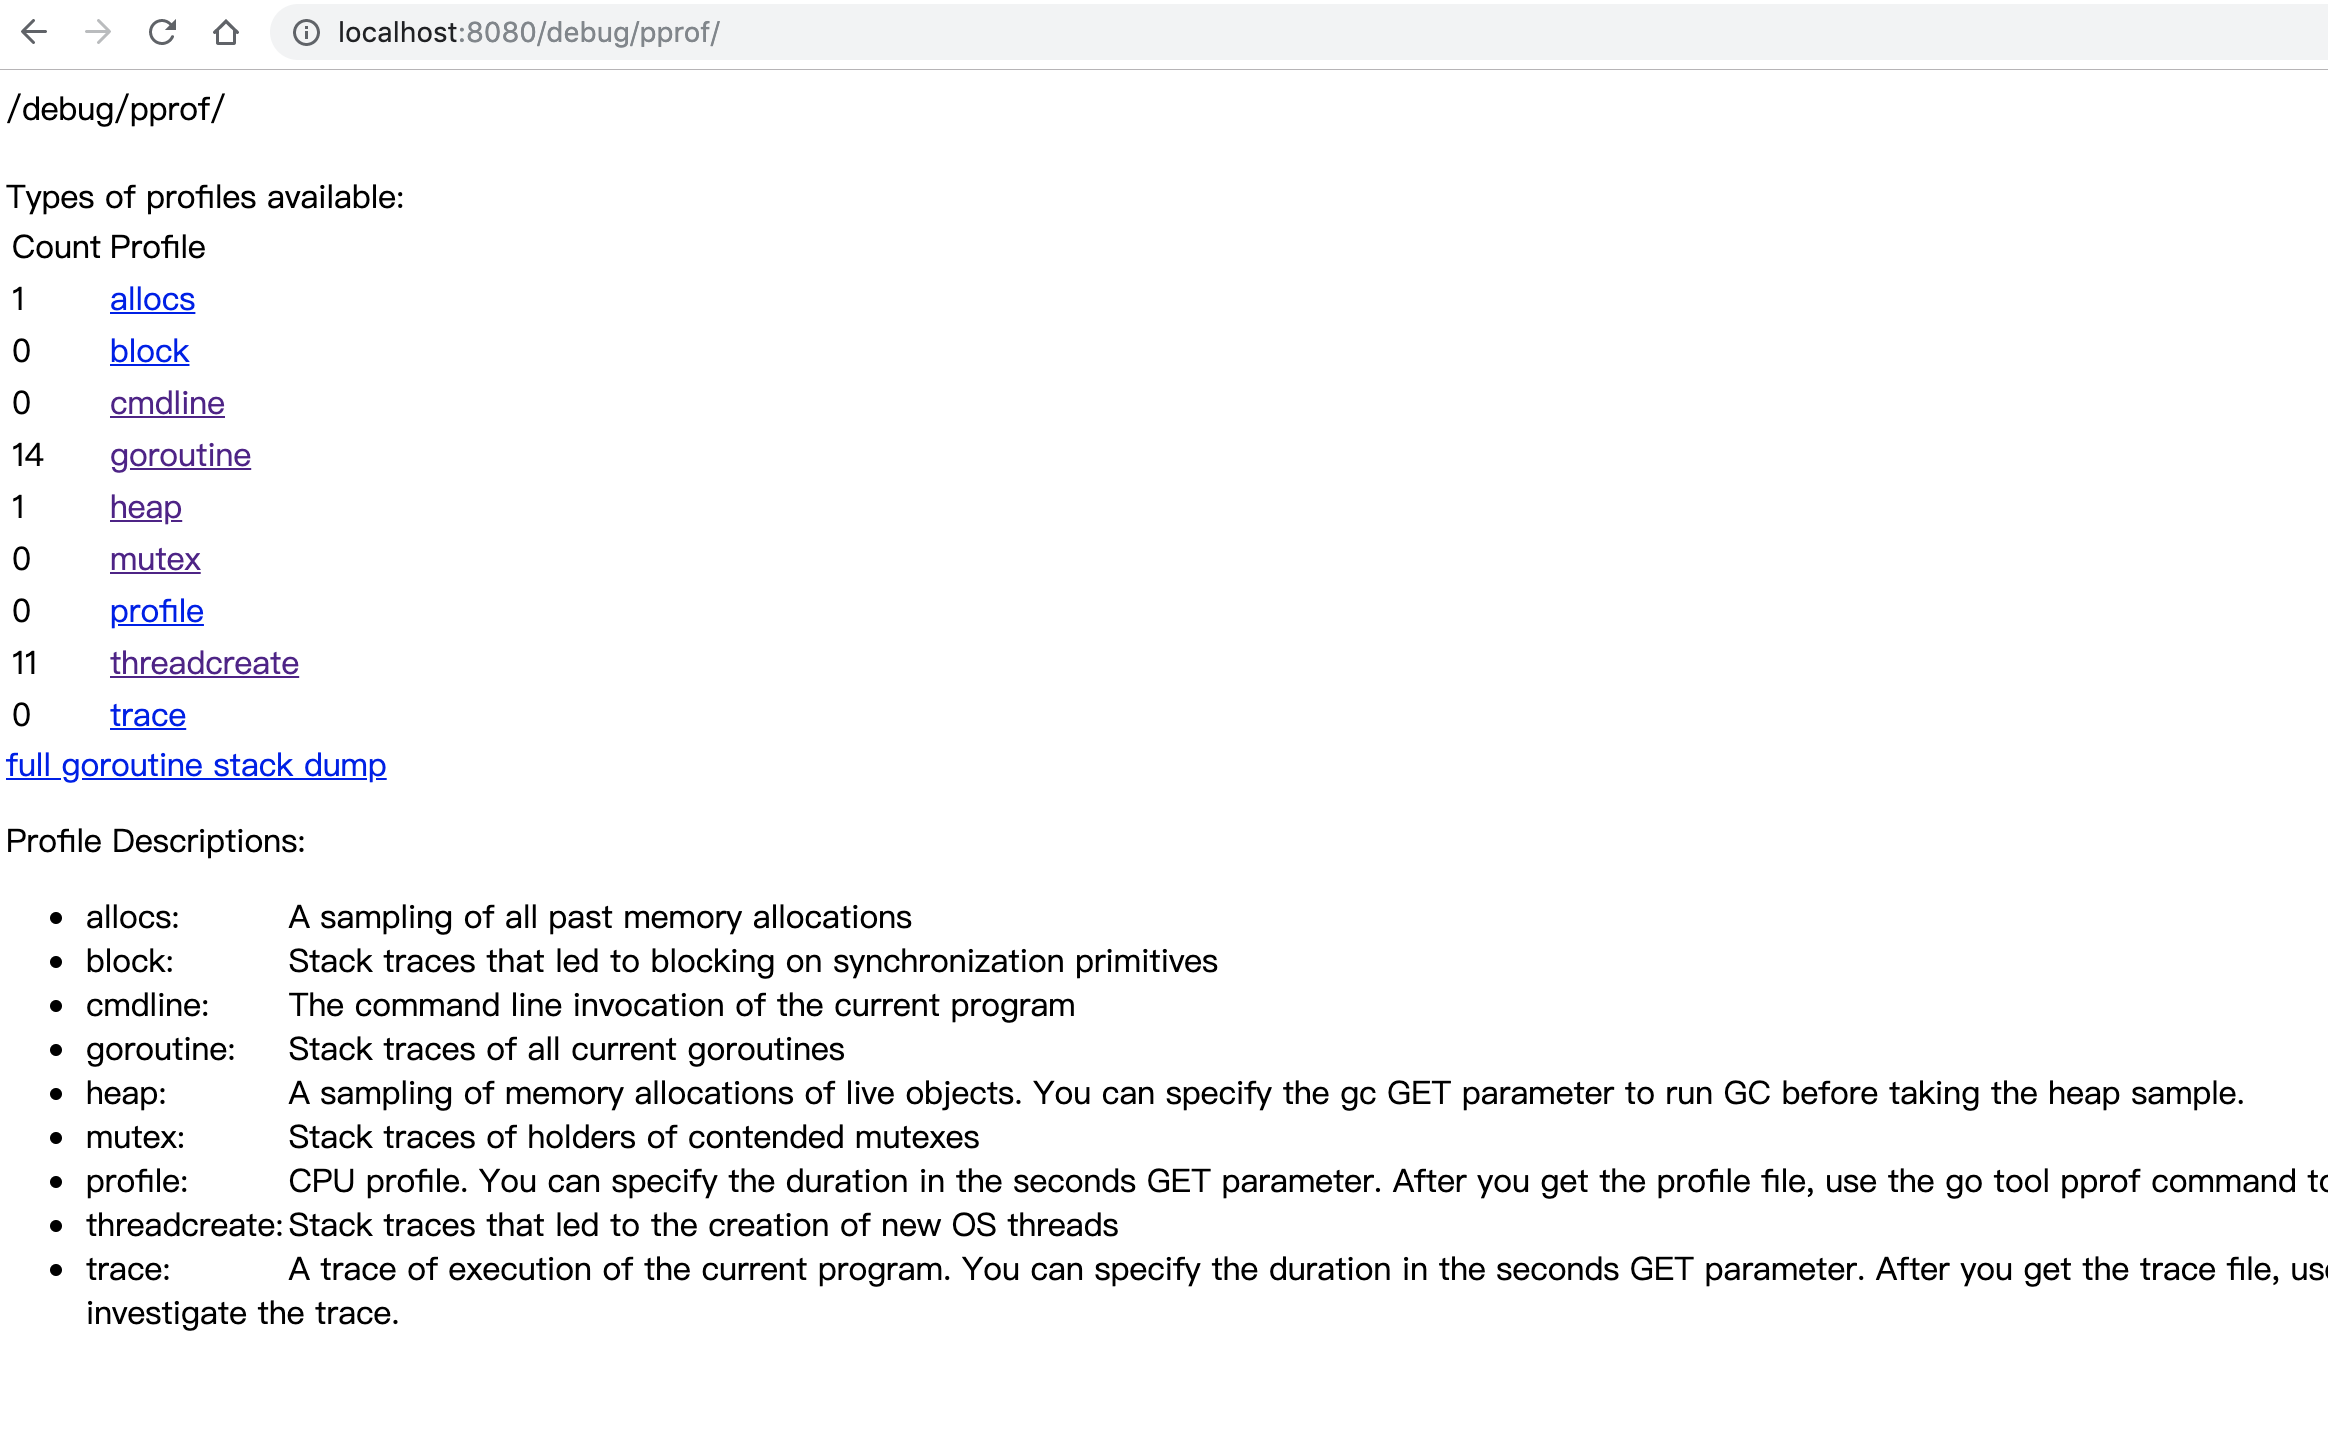 localhost:8080/debug/pprof/
/debug/pprof/
Types of profiles available:
Count Profile
1 allocs
0 block
0 cmdline
14 goroutine
1 heap
0 mutex
0 profile
11 threadcreate
0 trace
full goroutine stack dump
Profile Descriptions:
• allocs: A sampling of all past memory allocations
• block: Stack traces that led to blocking on synchronization primitives
• cmdline: The command line invocation of the current program
• goroutine: Stack traces of all current goroutines
• heap: A sampling of memory allocations of live objects. You can specify the gc GET parameter to run GC before taking the heap sample.
• mutex: Stack traces of holders of contended mutexes
• profile: CPU profile. You can specify the duration in the seconds GET parameter. After you get the profile file, use the go tool pprof command
• threadcreate: Stack traces that led to the creation of new OS threads
• trace: A trace of execution of the current program. You can specify the duration in the seconds GET parameter. After you get the trace file,
investigate the trace.